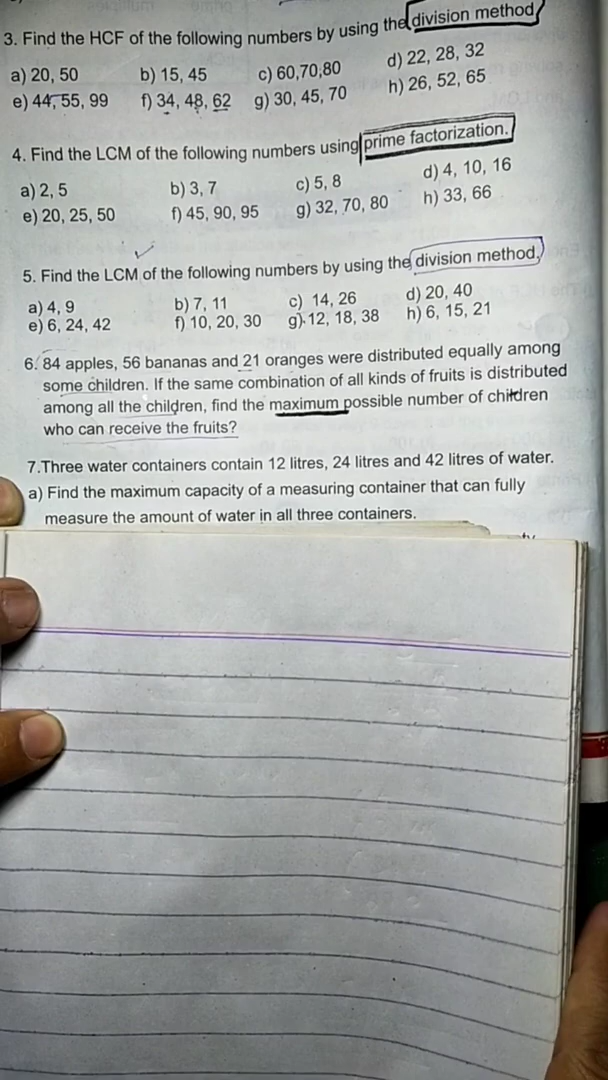 3. Find the HCF of the following numbers by using the division method
a) 20, 50 b) 15, 45 c) 60,70,80 d) 22, 28, 32
e) 44, 55, 99 f) 34, 48, 62 g) 30, 45, 70 h) 26, 52, 65
4. Find the LCM of the following numbers using prime factorization.
a) 2, 5 b) 3, 7 c) 5, 8 d) 4, 10, 16
e) 20, 25, 50 f) 45, 90, 95 g) 32, 70, 80 h) 33, 66
5. Find the LCM of the following numbers by using the division method.
a) 4, 9 b) 7, 11 c) 14, 26 d) 20, 40
e) 6, 24, 42 f) 10, 20, 30 g) 12, 18, 38 h) 6, 15, 21
6. 84 apples, 56 bananas and 21 oranges were distributed equally among
some children. If the same combination of all kinds of fruits is distributed
among all the children, find the maximum possible number of children
who can receive the fruits?
7.Three water containers contain 12 litres, 24 litres and 42 litres of water.
a) Find the maximum capacity of a measuring container that can fully
measure the amount of water in all three containers.